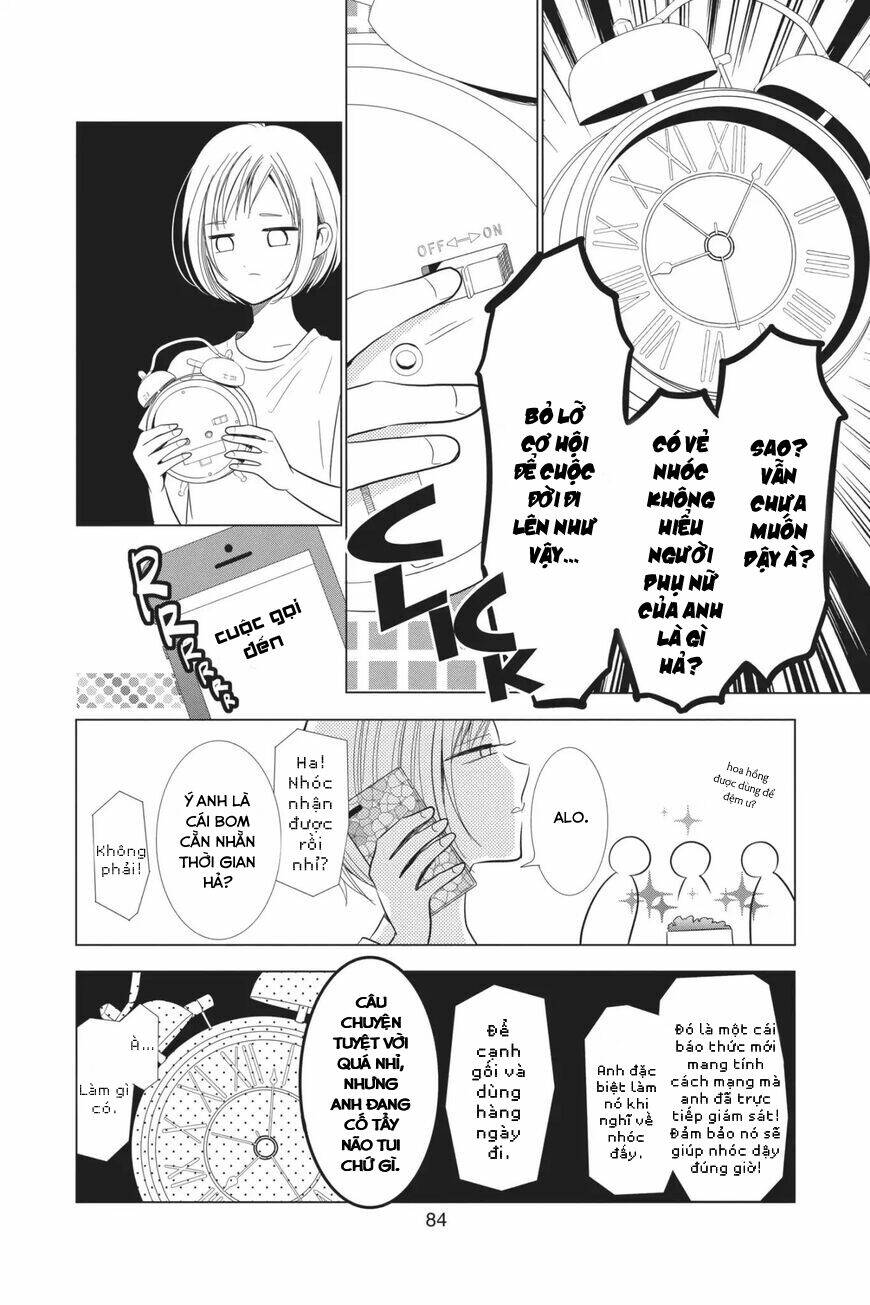 SAO?
VẪN
CHƯA
MUỐN
DẬY À?
CÓ VẺ
NHÓC
KHÔNG
HIỂU
NGƯỜI
PHỤ NỮ
CỦA ANH
LÀ GÌ
HẢ?
BỎ LỠ
CƠ HỘI
ĐỂ CUỘC
ĐỜI ĐI
LÊN NHƯ
VẬY...
OFF ON
CLICK
RRRRRRRR
cuộc gọi
đến
hoa hồng
được dùng để
đệm ư?
ALO.
Ha!
Nhóc
nhận
được
rồi
nhỉ?
Ý ANH LÀ
CÁI BOM
CẰN NHẰN
THỜI GIAN
HẢ?
Không
phải!
Đó là một cái
báo thức mới
mang tính
cách mạng mà
anh đã trực
tiếp giám sát!
Đảm bảo nó sẽ
giúp nhóc dậy
đúng giờ!
Anh đặc
biệt làm
nó khi
nghĩ về
nhóc
đấy.
Để
cạnh
gối và
dùng
hàng
ngày
đi.
CÂU
CHUYỆN
TUYỆT VỜI
QUÁ NHỈ,
NHƯNG
ANH ĐANG
CỐ TẨY
NÃO TUI
CHỨ GÌ.
À...
Làm gì
có.
84